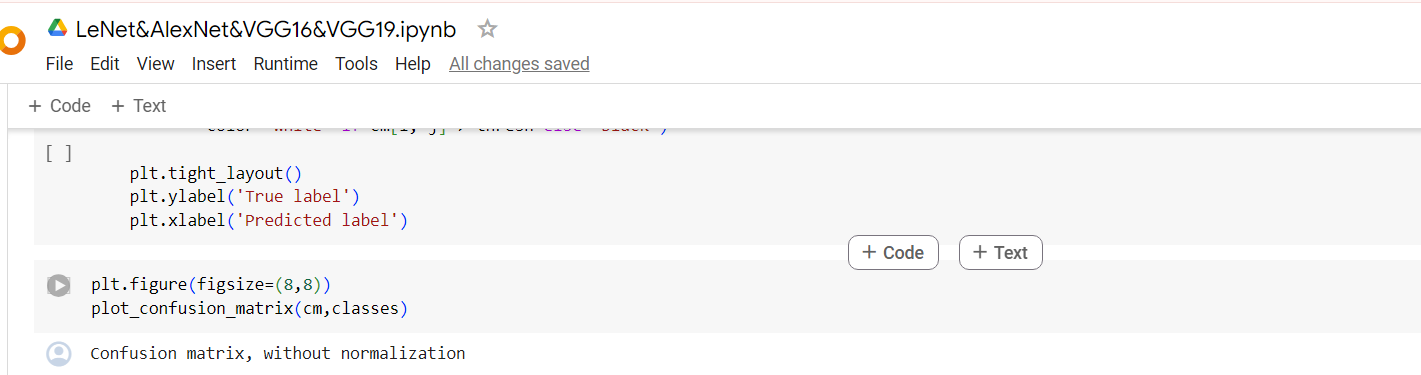 LeNet&AlexNet&VGG16&VGG19.ipynb
File Edit View Insert Runtime Tools Help All changes saved
+ Code + Text
[ ]
plt.tight_layout()
plt.ylabel('True label')
plt.xlabel('Predicted label')
+ Code + Text
plt.figure(figsize=(8,8))
plot_confusion_matrix(cm,classes)
Confusion matrix, without normalization